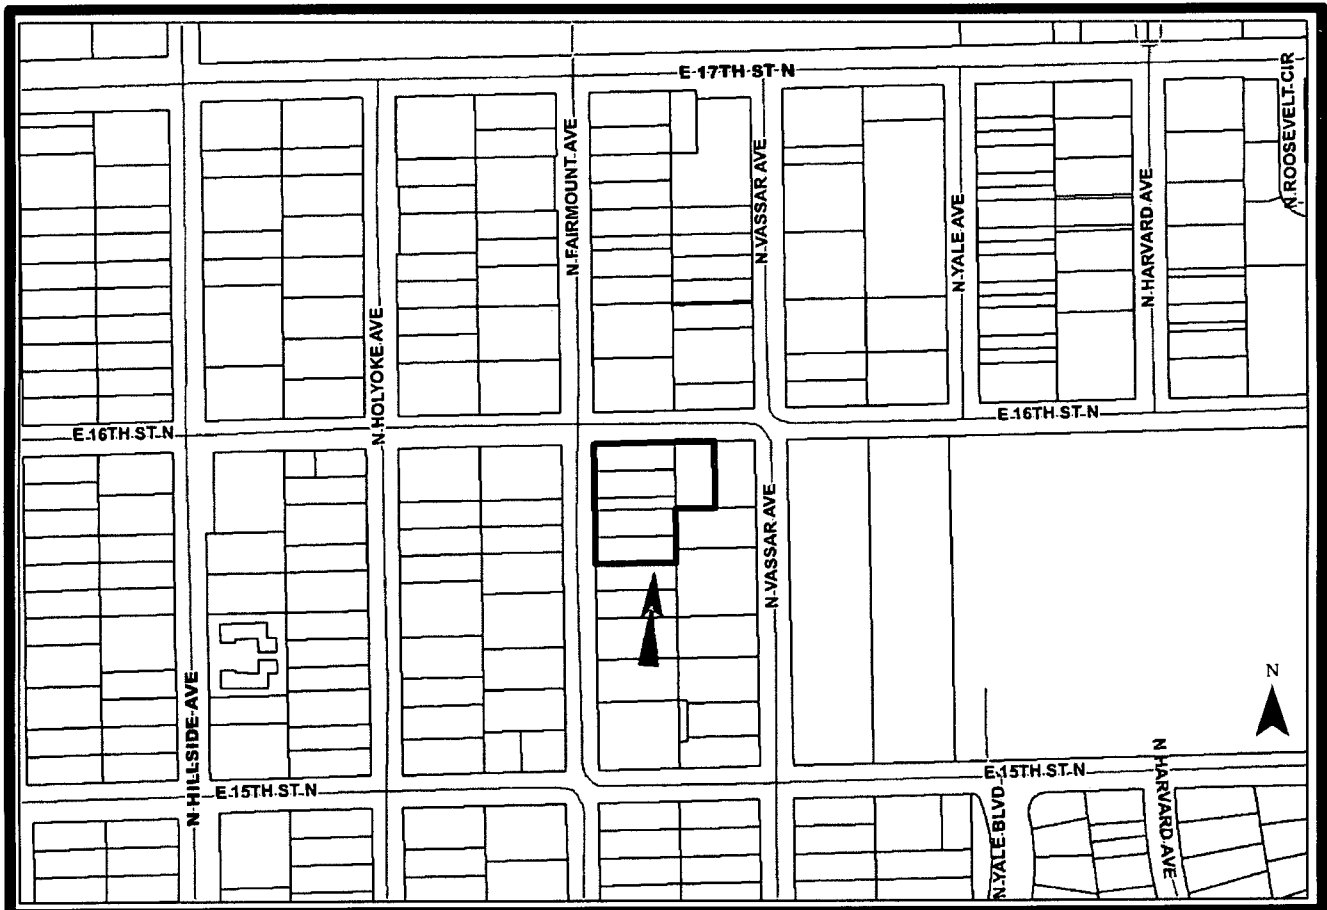 E 17TH ST N
N ROOSEVELT CIR
N FAIRMOUNT AVE
N VASSAR AVE
N YALE AVE
N HARVARD AVE
N HOLYOKE AVE
E 16TH ST N
E 16TH ST N
N VASSAR AVE
N
N HILLSIDE AVE
E 15TH ST N
E 15TH ST N
N YALE BLVD
N HARVARD AVE